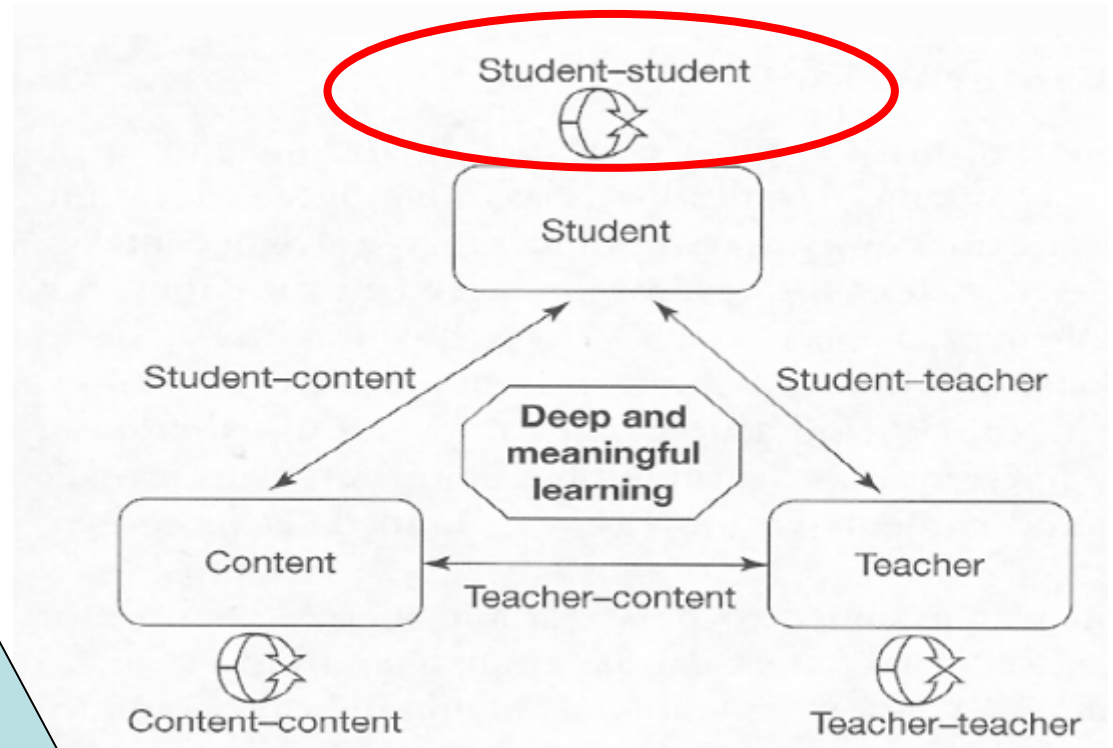 Student–student
Student
Student–content
Student–teacher
Deep and
meaningful
learning
Content
Teacher
Teacher–content
Content–content
Teacher–teacher